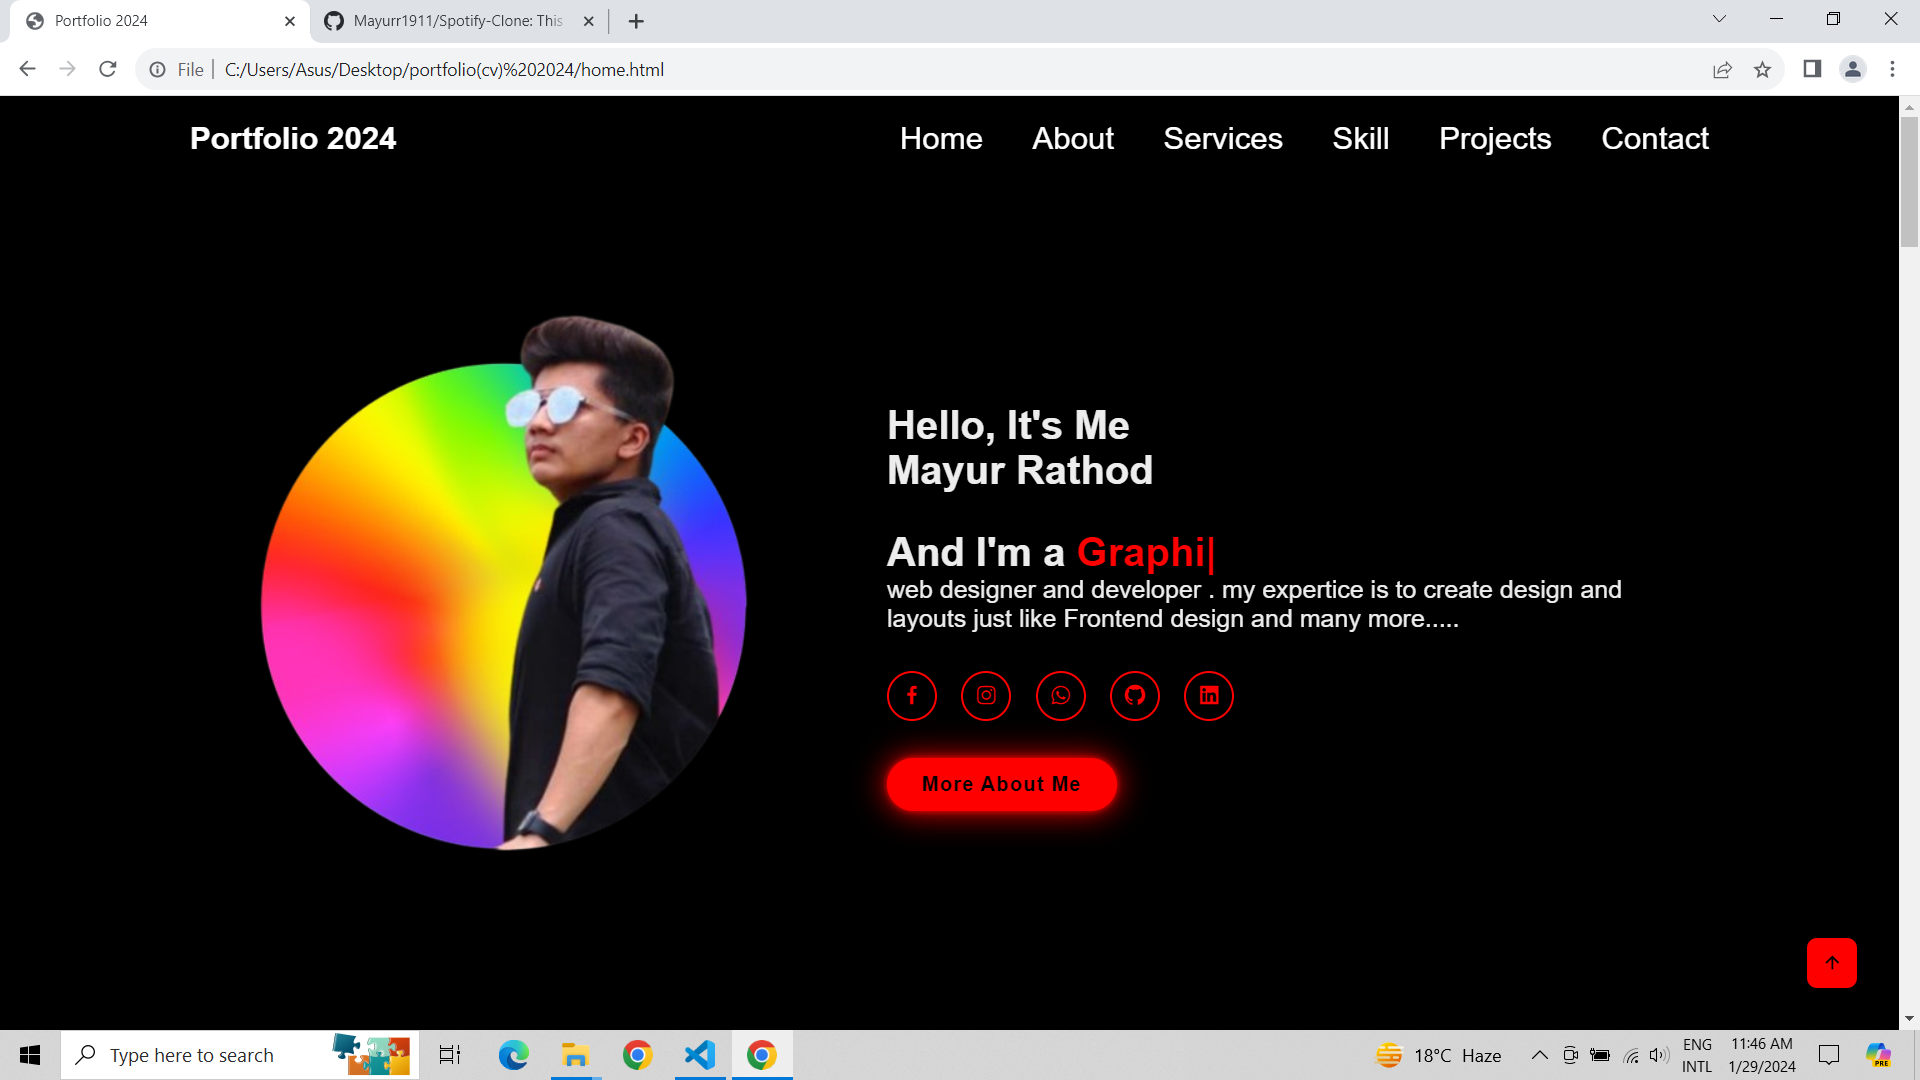 Portfolio 2024
Mayurr1911/Spotify-Clone: This
File
C:/Users/Asus/Desktop/portfolio(cv)%202024/home.html
Portfolio 2024
Home About Services Skill Projects Contact
Hello, It's Me
Mayur Rathod
And I'm a Graphi|
web designer and developer . my expertice is to create design and
layouts just like Frontend design and many more.....
More About Me
Type here to search
18°C Haze
ENG
INTL
11:46 AM
1/29/2024
PRE